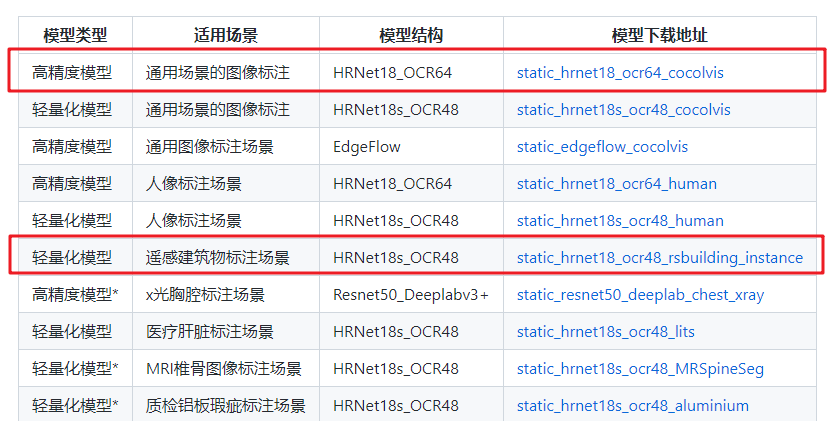 模型类型 适用场景 模型结构 模型下载地址
高精度模型 通用场景的图像标注 HRNet18_OCR64 static_hrnet18_ocr64_cocolvis
轻量化模型 通用场景的图像标注 HRNet18s_OCR48 static_hrnet18s_ocr48_cocolvis
高精度模型 通用图像标注场景 EdgeFlow static_edgeflow_cocolvis
高精度模型 人像标注场景 HRNet18_OCR64 static_hrnet18_ocr64_human
轻量化模型 人像标注场景 HRNet18s_OCR48 static_hrnet18s_ocr48_human
轻量化模型 遥感建筑物标注场景 HRNet18s_OCR48 static_hrnet18_ocr48_rsbuilding_instance
高精度模型* x光胸腔标注场景 Resnet50_Deeplabv3+ static_resnet50_deeplab_chest_xray
轻量化模型 医疗肝脏标注场景 HRNet18s_OCR48 static_hrnet18s_ocr48_lits
轻量化模型* MRI椎骨图像标注场景 HRNet18s_OCR48 static_hrnet18s_ocr48_MRSpineSeg
轻量化模型* 质检铝板瑕疵标注场景 HRNet18s_OCR48 static_hrnet18s_ocr48_aluminium